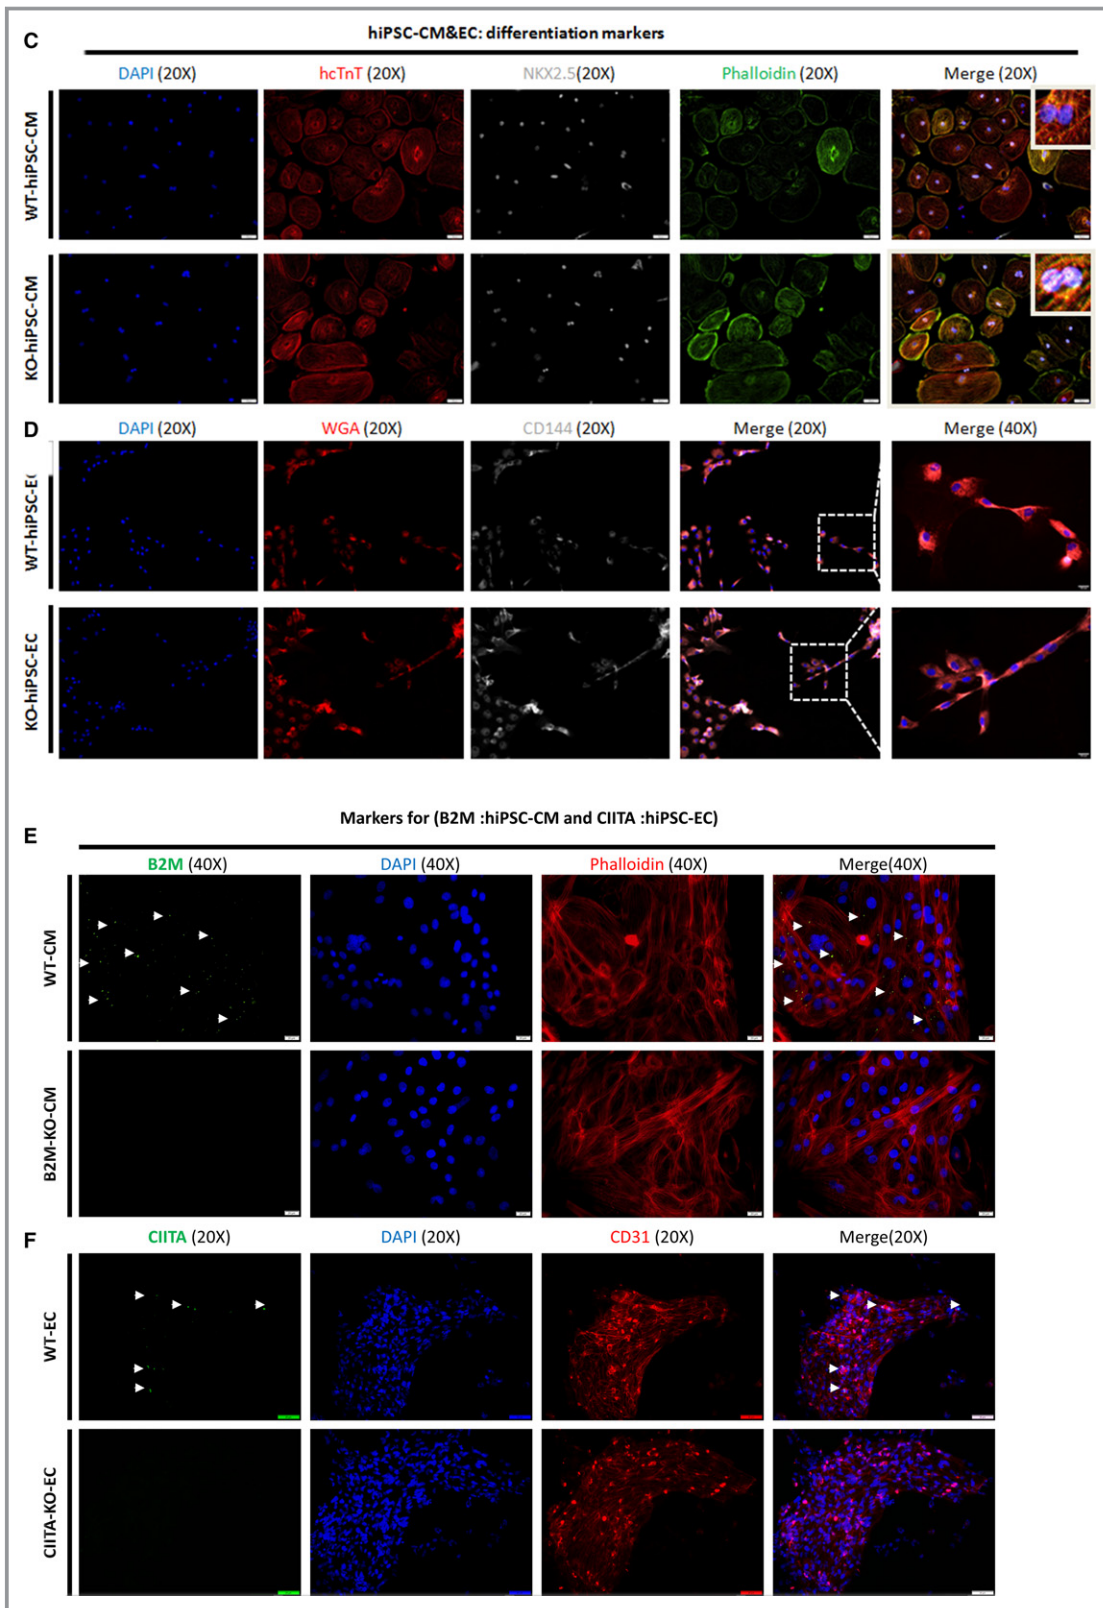 C
hiPSC-CM&EC: differentiation markers
DAPI (20X) hcTnT (20X) NKX2.5(20X) Phalloidin (20X) Merge (20X)
WT-hiPSC-CM
KO-hiPSC-CM
D
DAPI (20X) WGA (20X) CD144 (20X) Merge (20X) Merge (40X)
WT-hiPSC-E(
KO-hiPSC-EC
Markers for (B2M :hiPSC-CM and CIITA :hiPSC-EC)
E
B2M (40X) DAPI (40X) Phalloidin (40X) Merge(40X)
WT-CM
B2M-KO-CM
F
CIITA (20X) DAPI (20X) CD31 (20X) Merge(20X)
WT-EC
CIITA-KO-EC